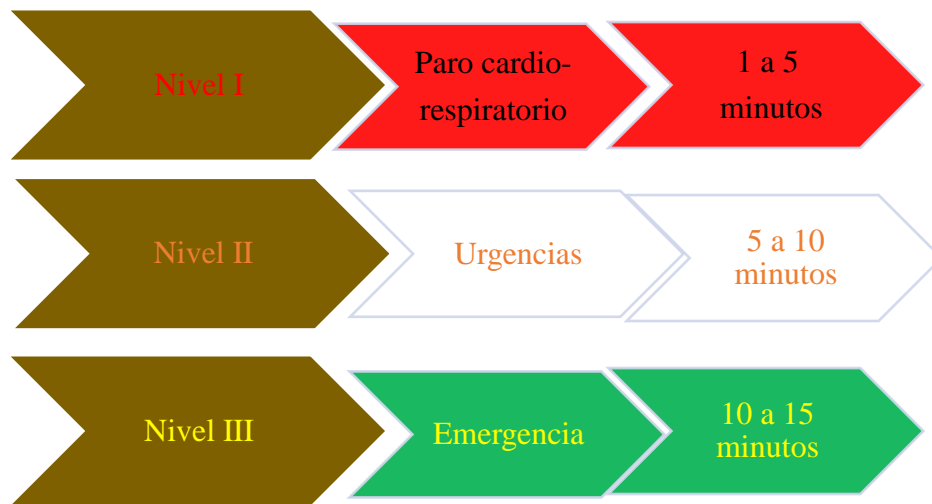 Nivel I
Paro cardio-
respiratorio
1 a 5
minutos
Nivel II
Urgencias
5 a 10
minutos
Nivel III
Emergencia
10 a 15
minutos